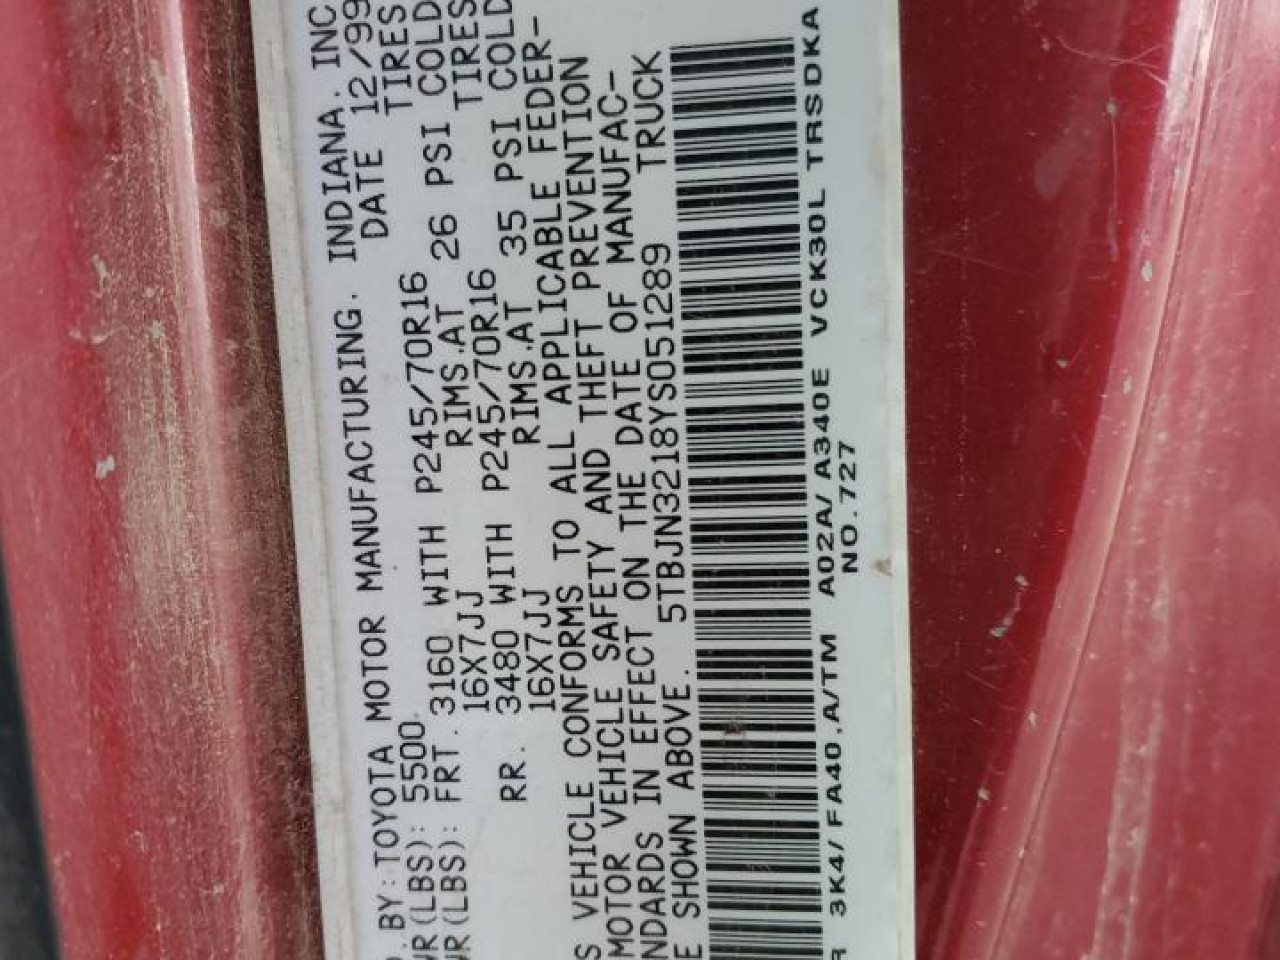 . BY: TOYOTA MOTOR MANUFACTURING. INDIANA. INC
WR(LBS): 5500 DATE 12/99
WR(LBS): FRT. 3160 WITH P245/70R16 TIRES
16X7JJ RIMS.AT 26 PSI COLD
RR. 3480 WITH P245/70R16 TIRES
16X7JJ RIMS.AT 35 PSI COLD
S VEHICLE CONFORMS TO ALL APPLICABLE FEDER-
MOTOR VEHICLE SAFETY AND THEFT PREVENTION
NDARDS IN EFFECT ON THE DATE OF MANUFAC-
E SHOWN ABOVE. 5TBJN3218YS051289 TRUCK
R 3K4/FA40.A/TM A02A/A340E VCK30L TRSDKA
NO.727